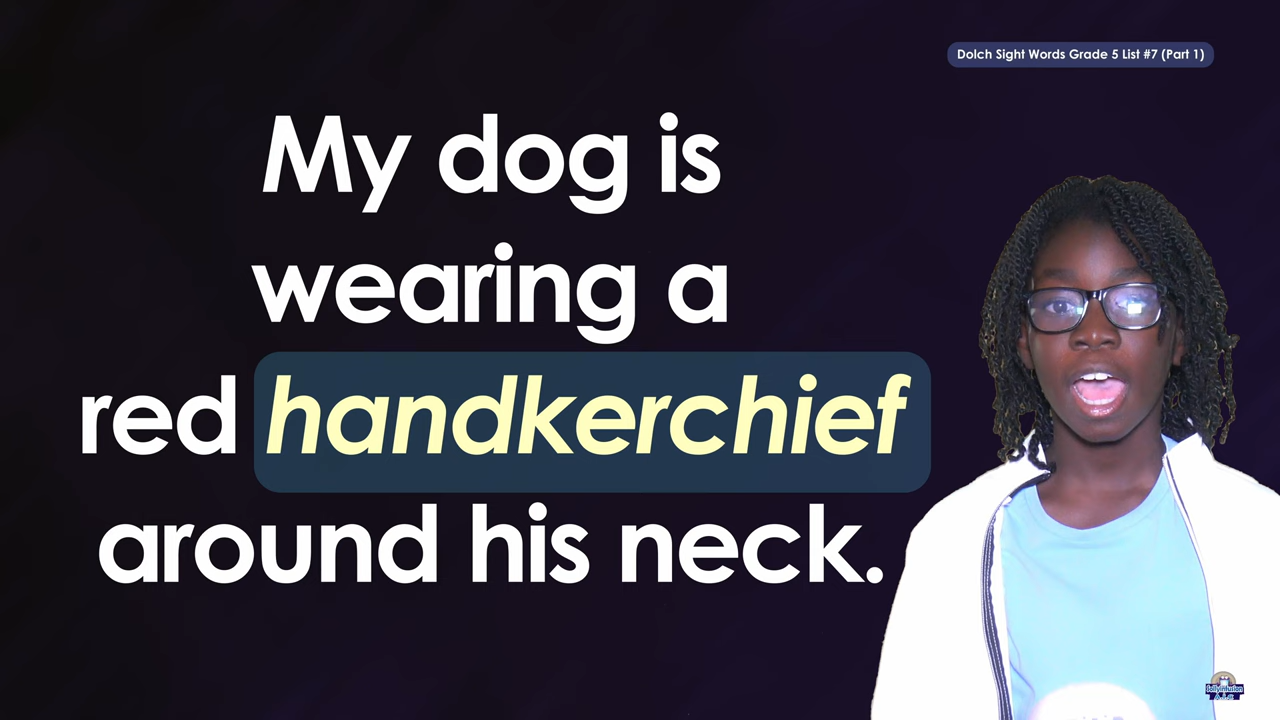 Dolch Sight Words Grade 5 List #7 (Part 1)
My dog is
wearing a
red handkerchief
around his neck.